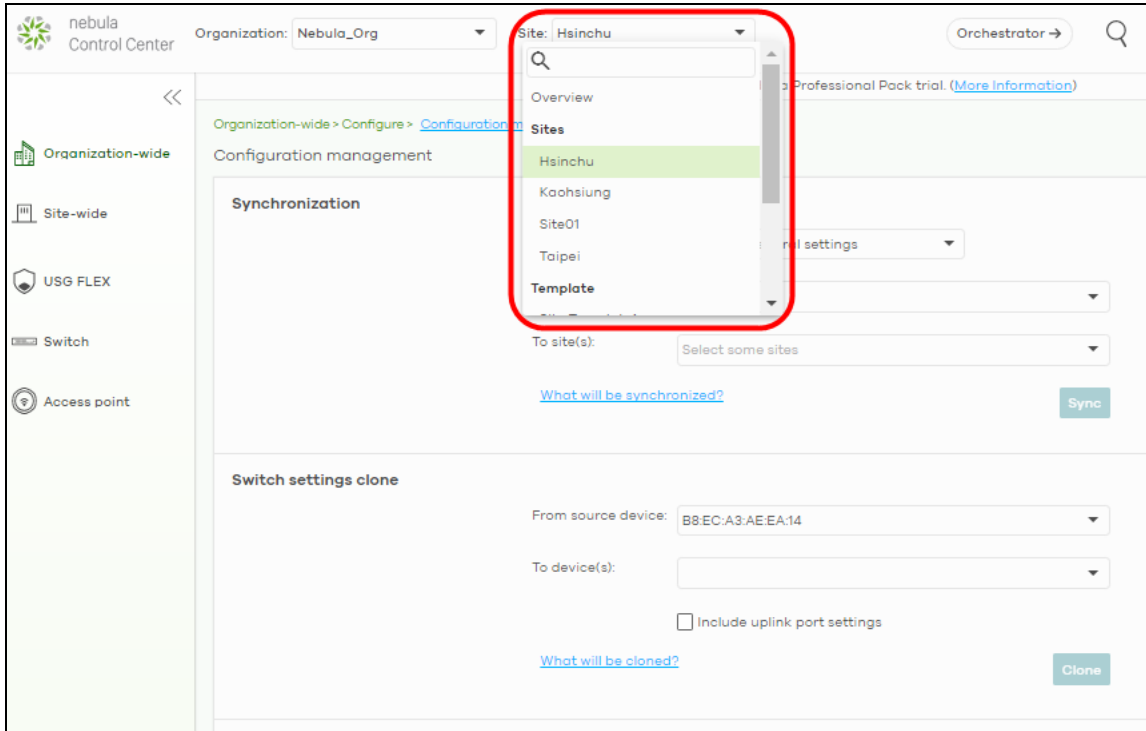 nebula
Control Center
Organization: Nebula_Org
Site: Hsinchu
Orchestrator →
Overview
Sites
Hsinchu
Kaohsiung
Site01
Taipei
Template
Professional Pack trial. (More Information)
Organization-wide > Configure > Configuration m
Configuration management
Organization-wide
Site-wide
USG FLEX
Switch
Access point
Synchronization
settings
To site(s): Select some sites
What will be synchronized?
Sync
Switch settings clone
From source device: B8:EC:A3:AE:EA:14
To device(s):
Include uplink port settings
What will be cloned?
Clone